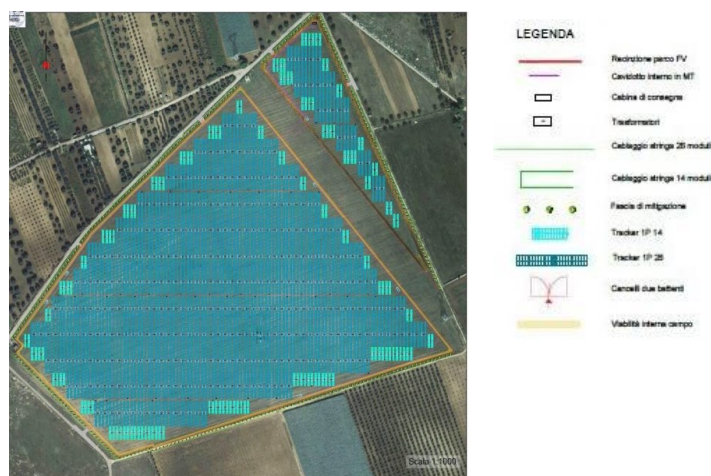 LEGENDA
Recinzione parco FV
Cavidotto interno in MT
Cabina di consegna
Trasformatori
Cablaggio stringa 28 moduli
Cablaggio stringa 14 moduli
Fascia di mitigazione
Tracker 1P 14
Tracker 1P 28
Cancelli due battenti
Viabilità interna campo
Scala 1:1000